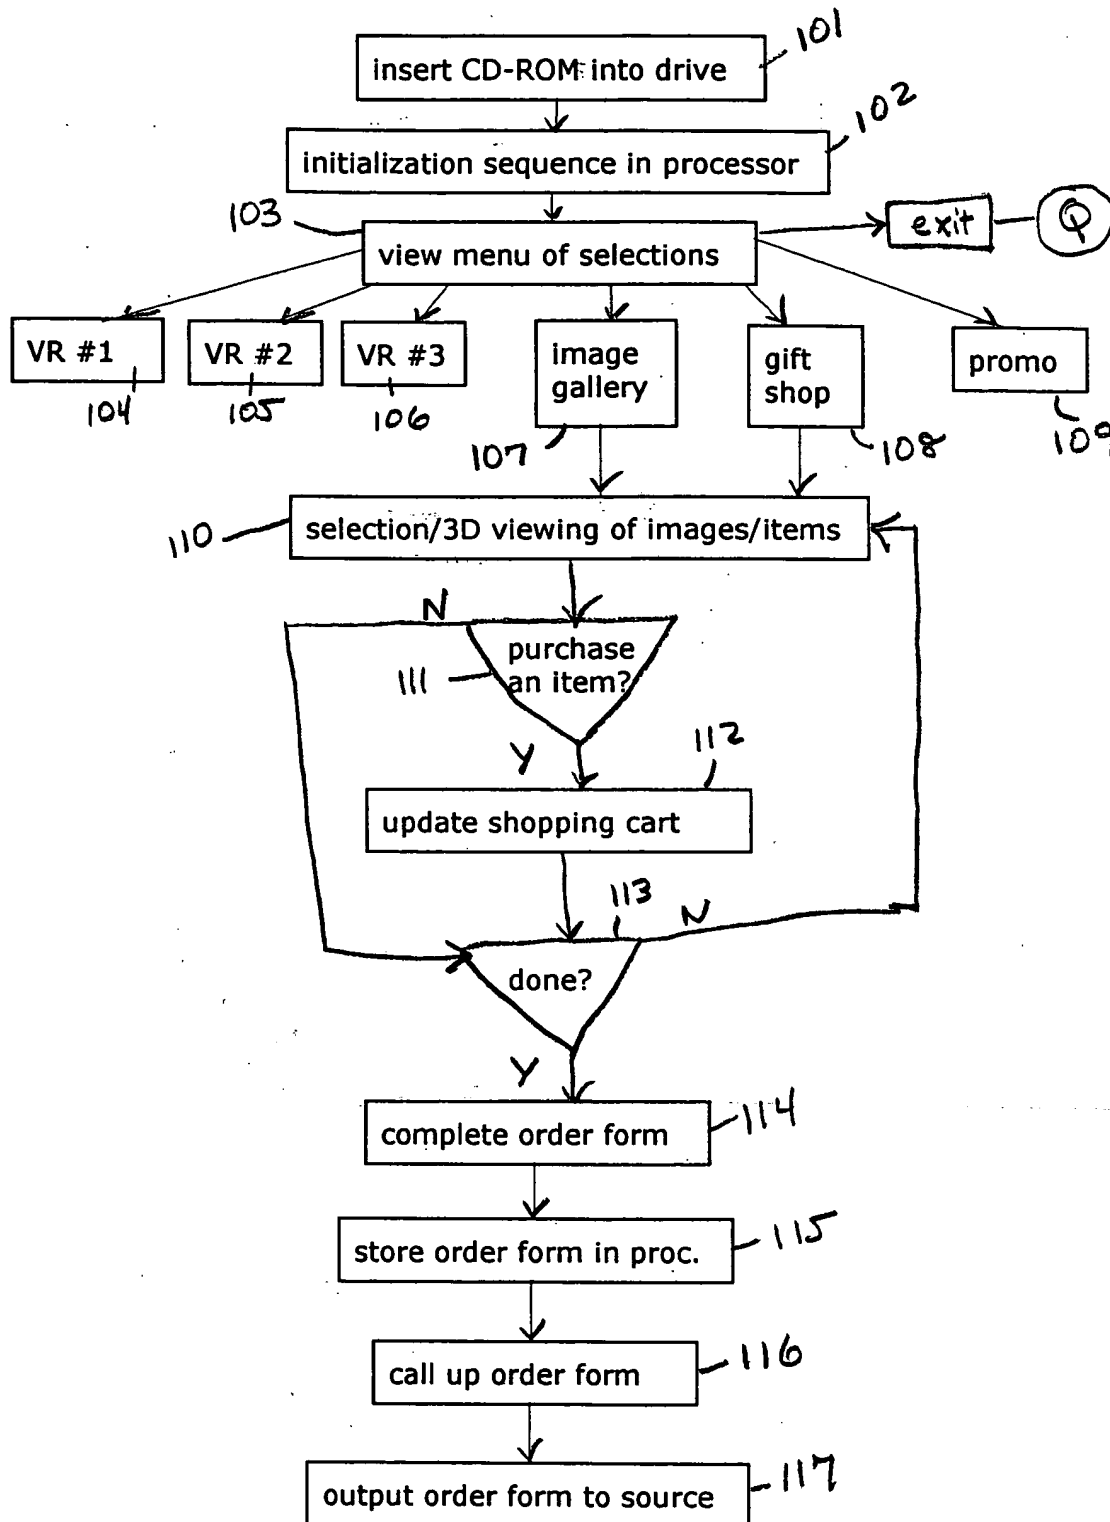 101
insert CD-ROM into drive
102
initialization sequence in processor
103
exit
Q
view menu of selections
VR #1
VR #2
VR #3
image
gallery
gift
shop
promo
104
105
106
107
108
109
110
selection/3D viewing of images/items
N
purchase
an item?
111
Y
112
update shopping cart
113
N
done?
Y
complete order form
114
store order form in proc.
115
call up order form
116
output order form to source
117